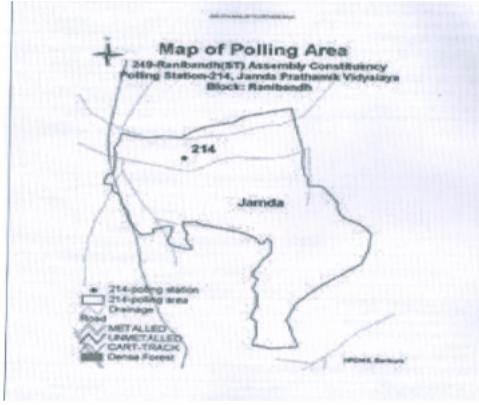 Map of Polling Area
249-Ranibandh(ST) Assembly Constituency
Polling Station-214, Jamda Prathamik Vidyalaya
Block: Ranibandh
214
Jamda
214-polling station
214-polling area
Drainage
Road
METALLED
UNMETALLED
CART-TRACK
Dense Forest